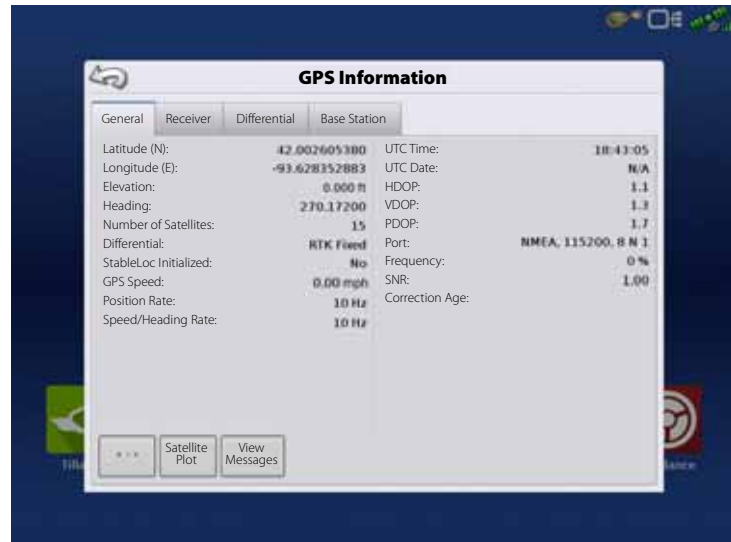 GPS Information
General Receiver Differential Base Station
Latitude (N): 42.002605380
Longitude (E): -93.628352883
Elevation: 0.000 ft
Heading: 270.17200
Number of Satellites: 15
Differential: RTK Fixed
StableLoc Initialized: No
GPS Speed: 0.00 mph
Position Rate: 10 Hz
Speed/Heading Rate: 10 Hz
UTC Time: 18:43:05
UTC Date: N/A
HDOP: 1.1
VDOP: 1.3
PDOP: 1.7
Port: NMEA, 115200, 8 N 1
Frequency: 0 %
SNR: 1.00
Correction Age:
...
Satellite Plot
View Messages